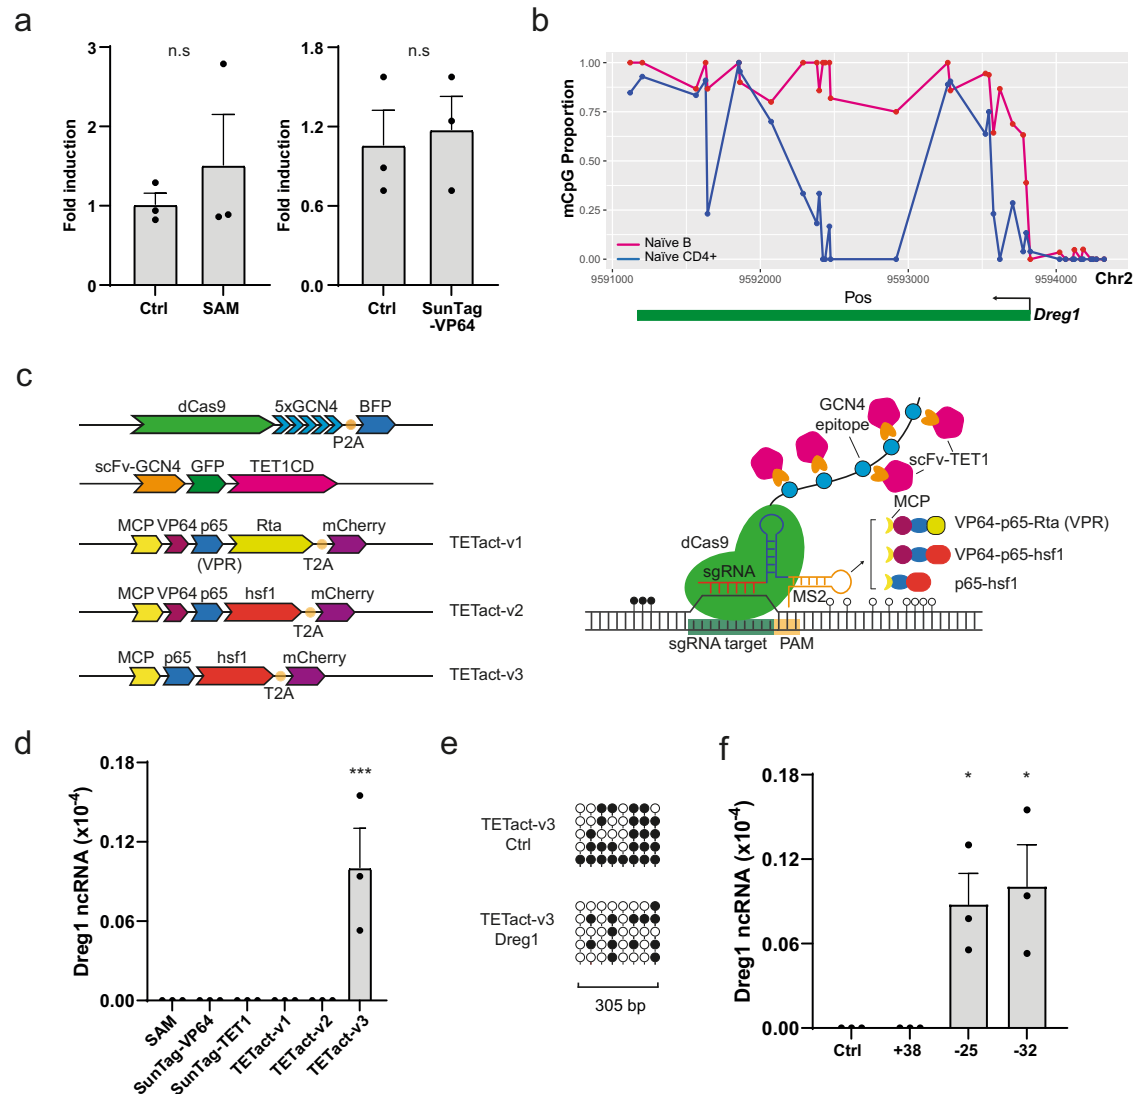 a
3
2
1
0
Fold induction
n.s
Ctrl
SAM
1.8
1.2
0.6
0.0
Fold induction
n.s
Ctrl
SunTag
-VP64
b
mCpG Proportion
1.00
0.75
0.50
0.25
0.00
Naïve B
Naïve CD4+
9591000
9592000
9593000
9594000
Chr2
Pos
Dreg1
c
dCas9
5xGCN4
BFP
P2A
scFv-GCN4
GFP
TET1CD
MCP
VP64
p65
Rta
mCherry
(VPR)
T2A
TETact-v1
MCP
VP64
p65
hsf1
mCherry
T2A
TETact-v2
MCP
p65
hsf1
mCherry
T2A
TETact-v3
GCN4
epitope
scFv-TET1
MCP
VP64-p65-Rta (VPR)
VP64-p65-hsf1
p65-hsf1
dCas9
sgRNA
MS2
sgRNA target
PAM
d
Dreg1 ncRNA (x10-4)
0.18
0.12
0.06
0.00
***
SAM
SunTag-VP64
SunTag-TET1
TETact-v1
TETact-v2
TETact-v3
e
TETact-v3
Ctrl
TETact-v3
Dreg1
305 bp
f
Dreg1 ncRNA (x10-4)
0.18
0.12
0.06
0.00
*
*
Ctrl
+38
-25
-32